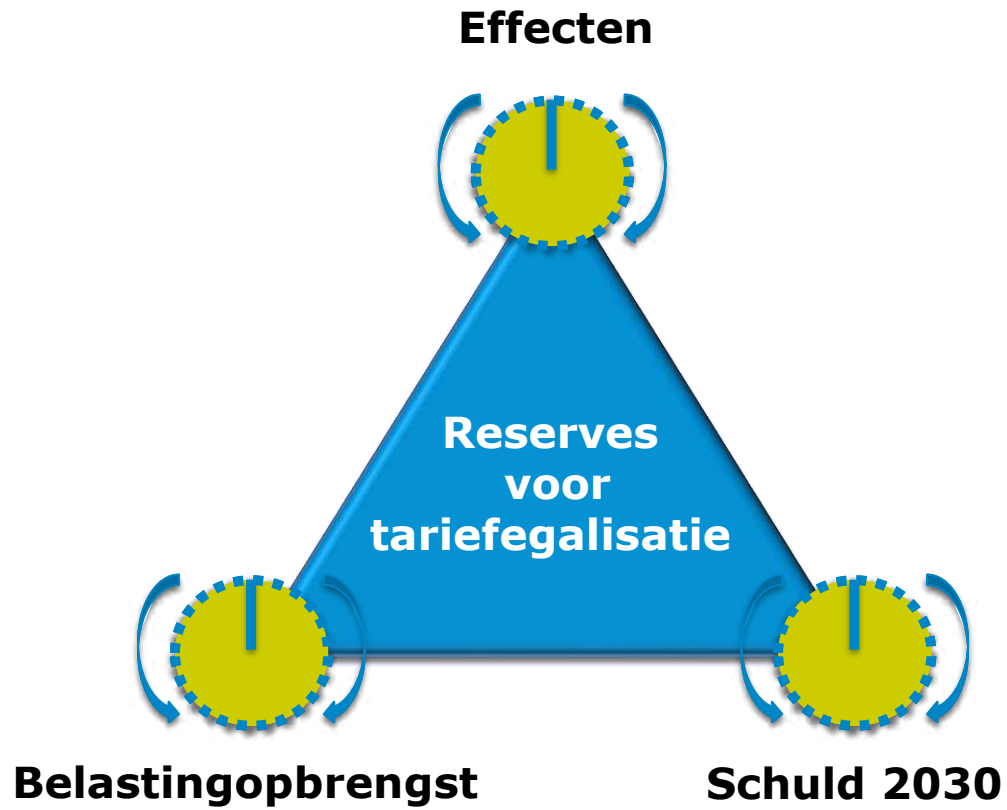 Effecten
Reserves
voor
tariefegalisatie
Belastingopbrengst
Schuld 2030